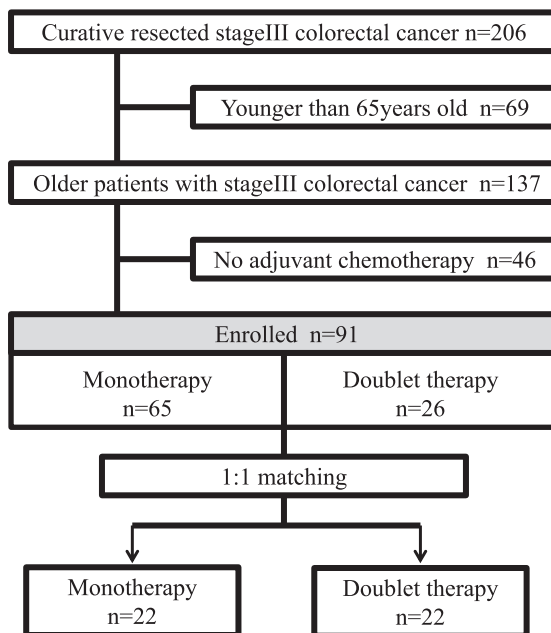 Curative resected stageIII colorectal cancer n=206
Younger than 65years old n=69
Older patients with stageIII colorectal cancer n=137
No adjuvant chemotherapy n=46
Enrolled n=91
Monotherapy
n=65
Doublet therapy
n=26
1:1 matching
Monotherapy
n=22
Doublet therapy
n=22